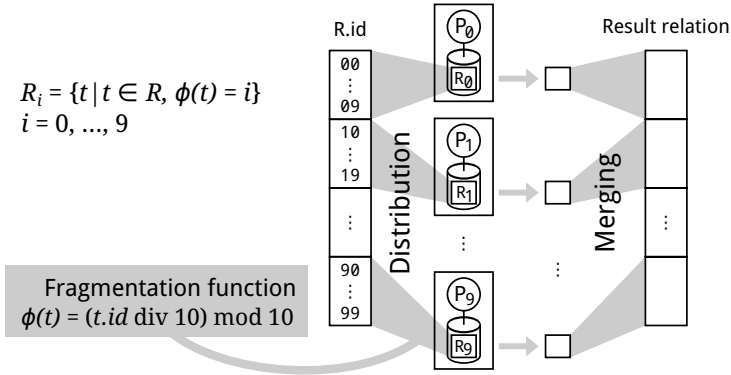 R.id
Result relation
Rᵢ = {t | t ∈ R, ϕ(t) = i}
i = 0, ..., 9
00
⋮
09
P₀
R₀
10
⋮
19
P₁
R₁
Distribution
Merging
⋮
⋮
⋮
⋮
90
⋮
99
P₉
R₉
Fragmentation function
ϕ(t) = (t.id div 10) mod 10